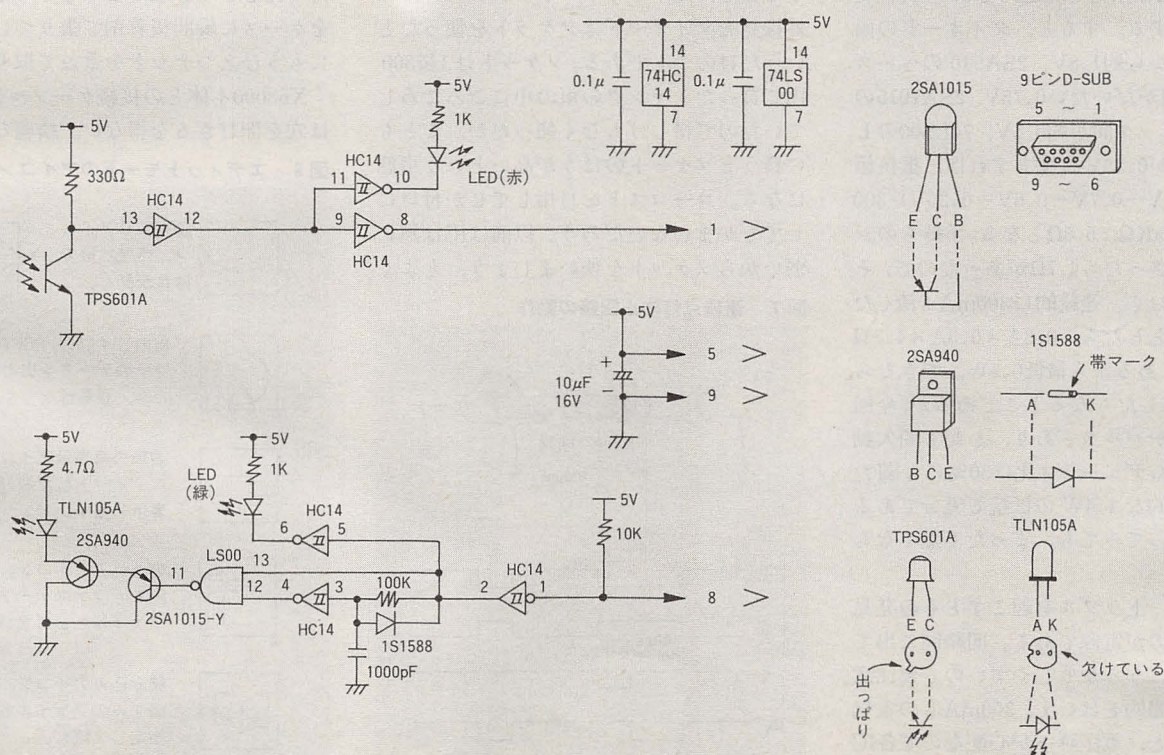 5V
0.1μ
14
74HC
14
7
0.1μ
14
74LS
00
7
2SA1015
E C B
9ピンD-SUB
5 ～ 1
9 ～ 6
5V
330Ω
HC14
13 12
TPS601A
5V
1K
LED(赤)
HC14
11 10
9 8
HC14
1
5V
+
10μF
16V
−
5
9
2SA940
B C E
1S1588
帯マーク
A K
5V
4.7Ω
TLN105A
2SA940
2SA1015-Y
LED
(緑)
5V
1K
HC14
6 5
LS00
11
13
12
4 3
HC14
100K
1S1588
1000pF
HC14
2 1
5V
10K
8
TPS601A
E C
出っぱり
TLN105A
A K
欠けている